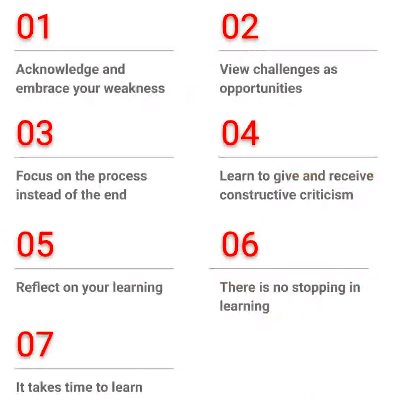 01
Acknowledge and
embrace your weakness
02
View challenges as
opportunities
03
Focus on the process
instead of the end
04
Learn to give and receive
constructive criticism
05
Reflect on your learning
06
There is no stopping in
learning
07
It takes time to learn